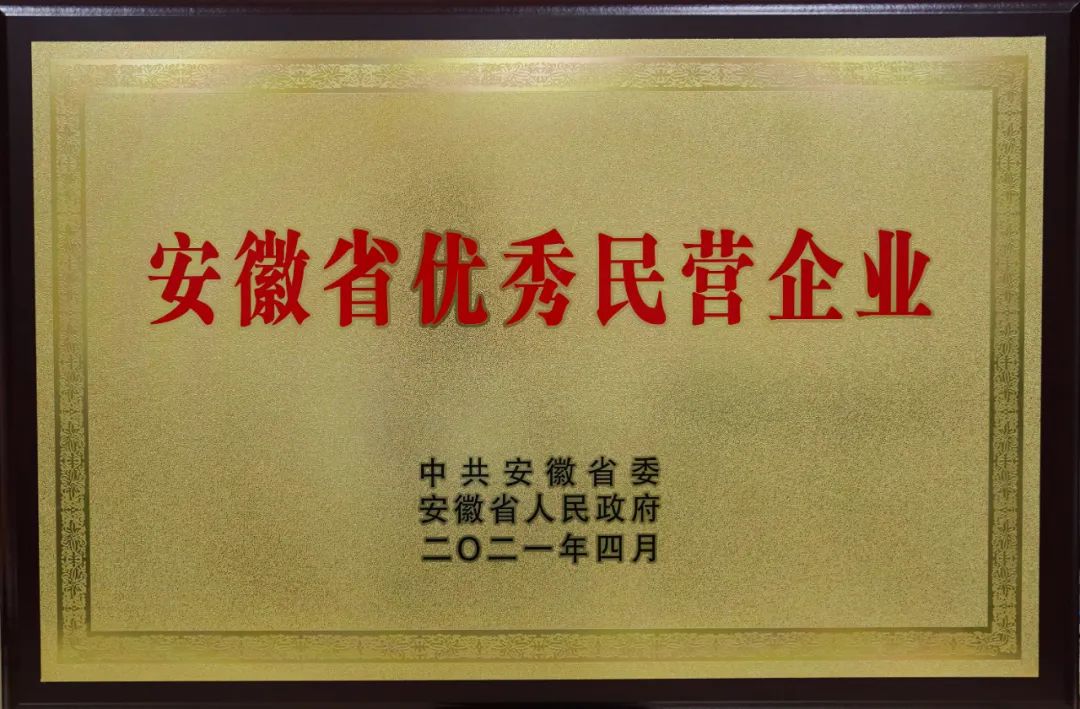 安徽省优秀民营企业
中共安徽省委
安徽省人民政府
二〇二一年四月